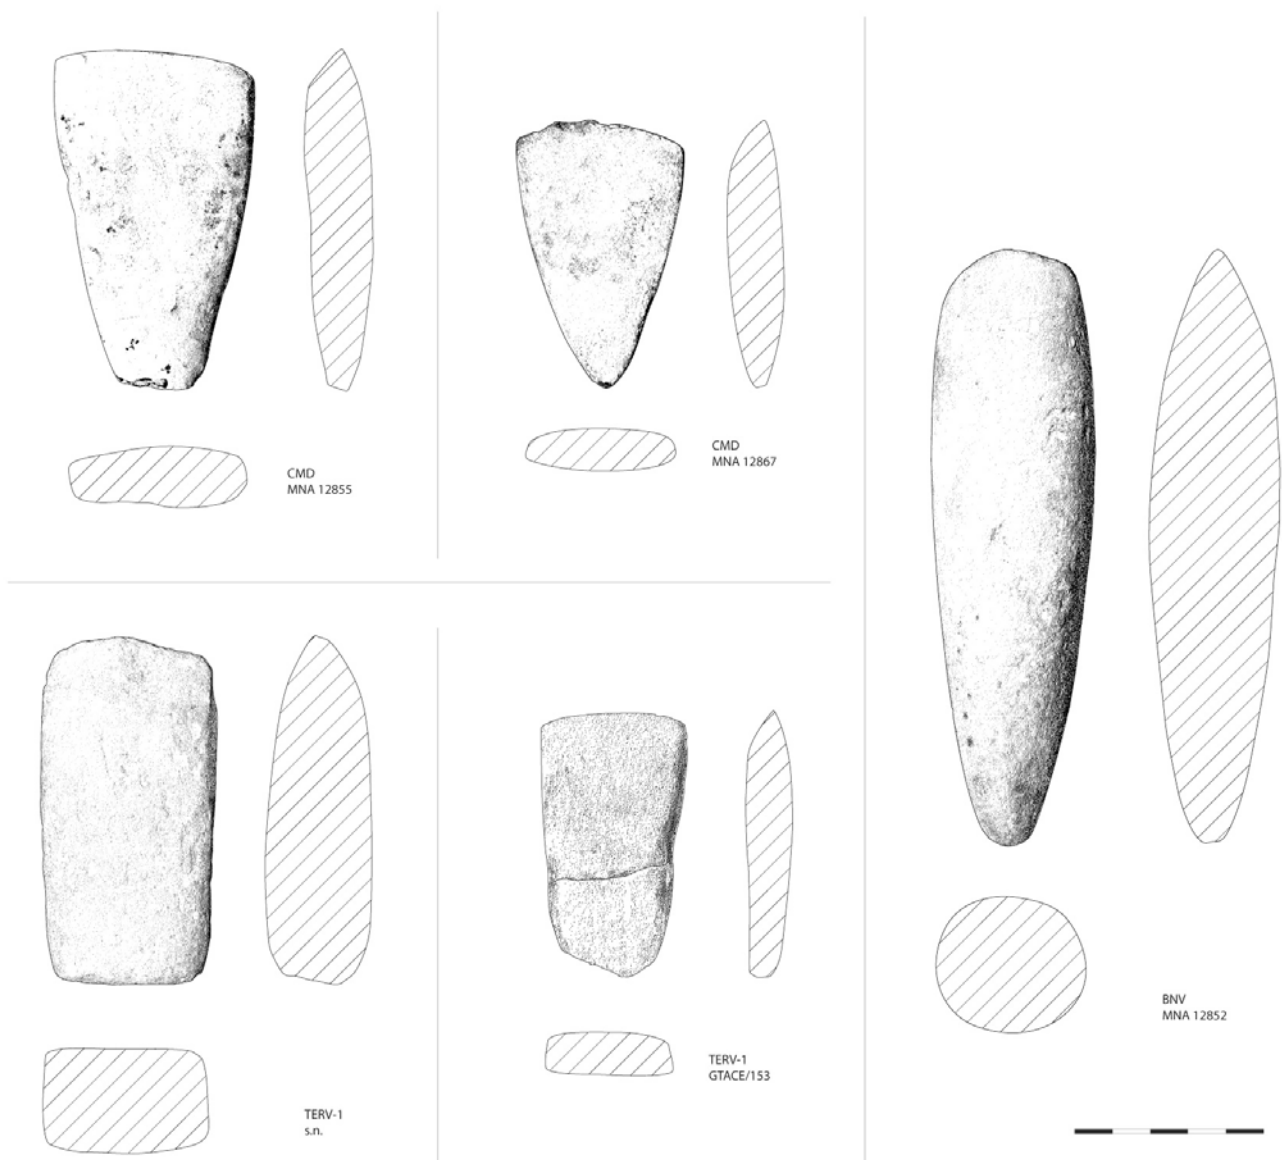 CMD
MNA 12855
CMD
MNA 12867
TERV-1
s.n.
TERV-1
GTACE/153
BNV
MNA 12852